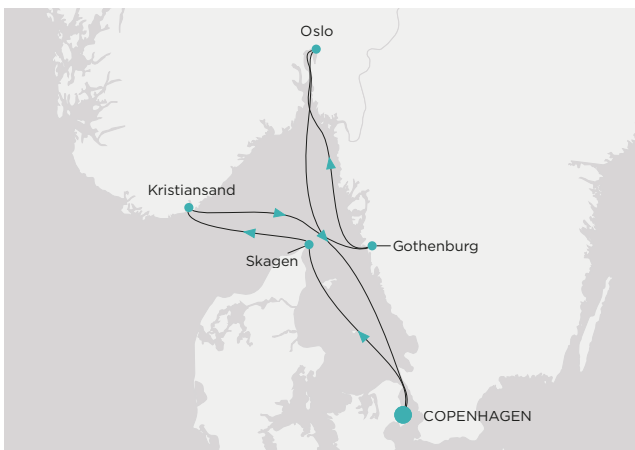 Oslo
Kristiansand
Gothenburg
Skagen
COPENHAGEN